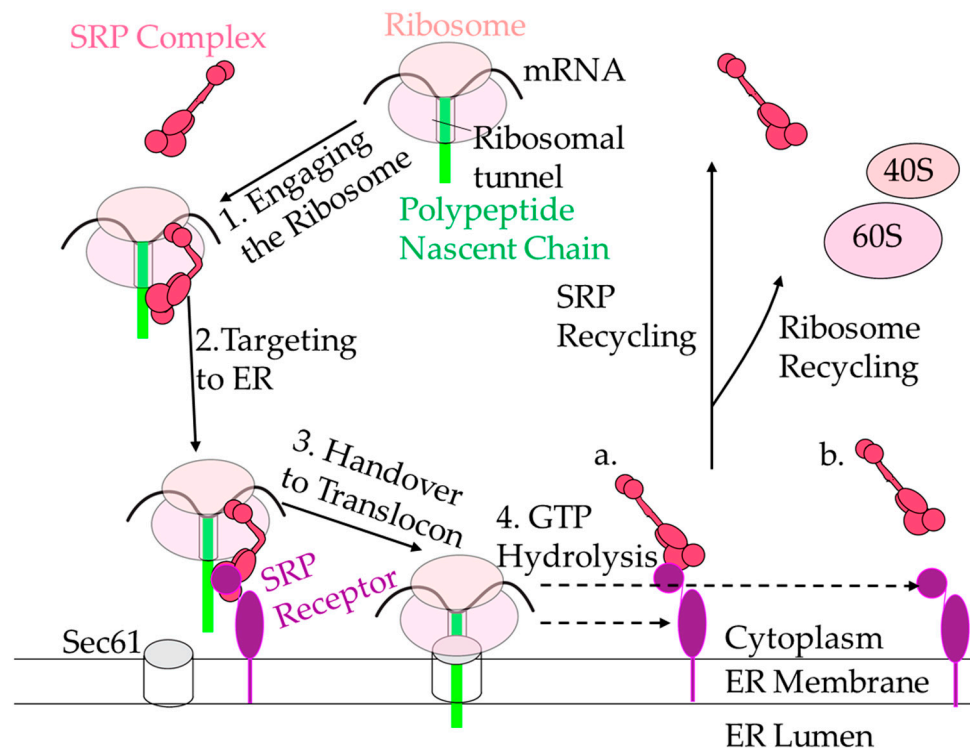 SRP Complex
Ribosome
mRNA
Ribosomal
tunnel
Polypeptide
Nascent Chain
1. Engaging
the Ribosome
40S
60S
SRP
Recycling
Ribosome
Recycling
2.Targeting
to ER
3. Handover
to Translocon
4. GTP
Hydrolysis
a.
b.
SRP
Receptor
Sec61
Cytoplasm
ER Membrane
ER Lumen